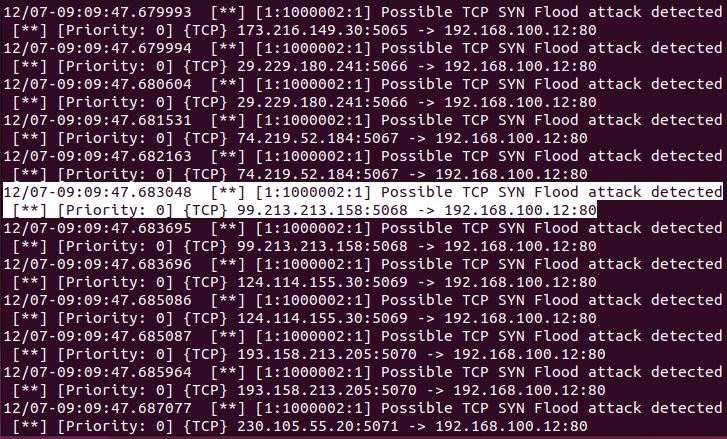 12/07-09:09:47.679993  [**] [1:1000002:1] Possible TCP SYN Flood attack detected
 [**] [Priority: 0] {TCP} 173.216.149.30:5065 -> 192.168.100.12:80
12/07-09:09:47.679994  [**] [1:1000002:1] Possible TCP SYN Flood attack detected
 [**] [Priority: 0] {TCP} 29.229.180.241:5066 -> 192.168.100.12:80
12/07-09:09:47.680604  [**] [1:1000002:1] Possible TCP SYN Flood attack detected
 [**] [Priority: 0] {TCP} 29.229.180.241:5066 -> 192.168.100.12:80
12/07-09:09:47.681531  [**] [1:1000002:1] Possible TCP SYN Flood attack detected
 [**] [Priority: 0] {TCP} 74.219.52.184:5067 -> 192.168.100.12:80
12/07-09:09:47.682163  [**] [1:1000002:1] Possible TCP SYN Flood attack detected
 [**] [Priority: 0] {TCP} 74.219.52.184:5067 -> 192.168.100.12:80
12/07-09:09:47.683048  [**] [1:1000002:1] Possible TCP SYN Flood attack detected
 [**] [Priority: 0] {TCP} 99.213.213.158:5068 -> 192.168.100.12:80
12/07-09:09:47.683695  [**] [1:1000002:1] Possible TCP SYN Flood attack detected
 [**] [Priority: 0] {TCP} 99.213.213.158:5068 -> 192.168.100.12:80
12/07-09:09:47.683696  [**] [1:1000002:1] Possible TCP SYN Flood attack detected
 [**] [Priority: 0] {TCP} 124.114.155.30:5069 -> 192.168.100.12:80
12/07-09:09:47.685086  [**] [1:1000002:1] Possible TCP SYN Flood attack detected
 [**] [Priority: 0] {TCP} 124.114.155.30:5069 -> 192.168.100.12:80
12/07-09:09:47.685087  [**] [1:1000002:1] Possible TCP SYN Flood attack detected
 [**] [Priority: 0] {TCP} 193.158.213.205:5070 -> 192.168.100.12:80
12/07-09:09:47.685964  [**] [1:1000002:1] Possible TCP SYN Flood attack detected
 [**] [Priority: 0] {TCP} 193.158.213.205:5070 -> 192.168.100.12:80
12/07-09:09:47.687077  [**] [1:1000002:1] Possible TCP SYN Flood attack detected
 [**] [Priority: 0] {TCP} 230.105.55.20:5071 -> 192.168.100.12:80